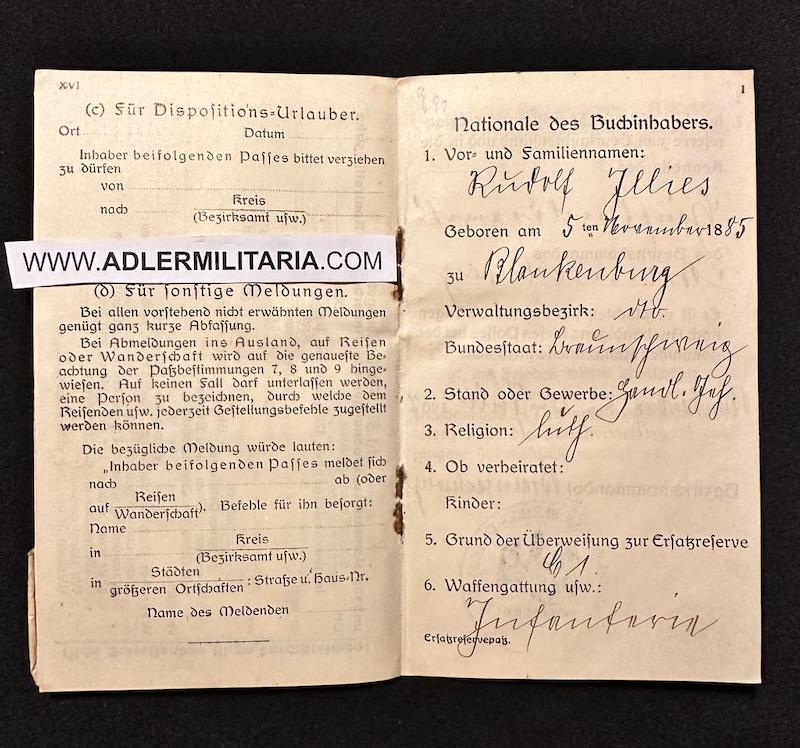 XVI
(c) Für Dispositions-Urlauber.
Ort Datum
Inhaber beifolgenden Passes bittet verziehen
zu dürfen
von
nach Kreis
(Bezirksamt usw.)
WWW.ADLERMILITARIA.COM
(d) Für sonstige Meldungen.
Bei allen vorstehend nicht erwähnten Meldungen
genügt ganz kurze Abfassung.
Bei Abmeldungen ins Ausland, auf Reisen
oder Wanderschaft wird auf die genaueste Be-
achtung der Paßbestimmungen 7, 8 und 9 hinge-
wiesen. Auf keinen Fall darf unterlassen werden,
eine Person zu bezeichnen, durch welche dem
Reisenden usw. jederzeit Gestellungsbefehle zugestellt
werden können.
Die bezügliche Meldung würde lauten:
„Inhaber beifolgenden Passes meldet sich
nach ab (oder
auf Reisen
Wanderschaft). Befehle für ihn besorgt:
Name
in Kreis
(Bezirksamt usw.)
in Städten
größeren Ortschaften : Straße u. Haus-Nr.
Name des Meldenden
1
Nationale des Buchinhabers.
1. Vor- und Familiennamen:
Rudolf Illies
Geboren am 5 ten November 1885
zu Blankenburg
Verwaltungsbezirk: dto.
Bundesstaat: Braunschweig
2. Stand oder Gewerbe: Handl. Geh.
3. Religion: luth.
4. Ob verheiratet:
Kinder:
5. Grund der Überweisung zur Ersatzreserve
6. Waffengattung usw.:
Infanterie
Ersatzreservepaß.